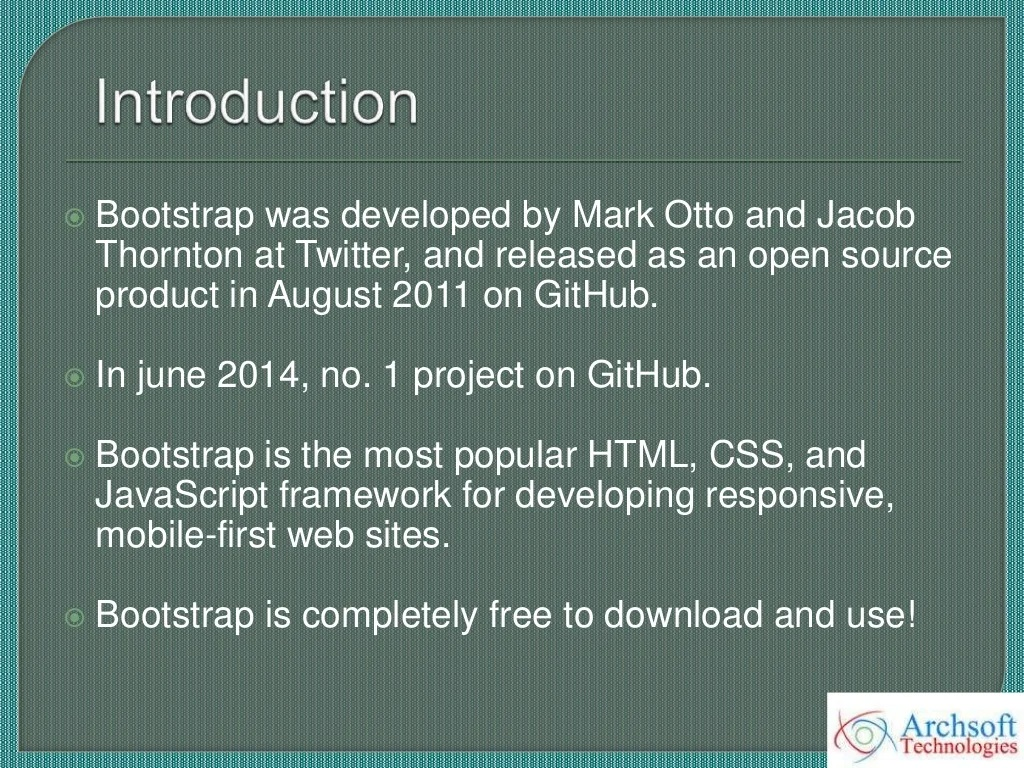 Introduction
Bootstrap was developed by Mark Otto and Jacob
Thornton at Twitter, and released as an open source
product in August 2011 on GitHub.
In june 2014, no. 1 project on GitHub.
Bootstrap is the most popular HTML, CSS, and
JavaScript framework for developing responsive,
mobile-first web sites.
Bootstrap is completely free to download and use!
Archsoft
Technologies